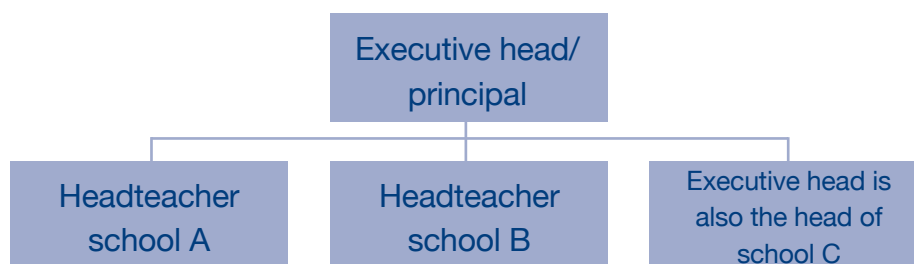 Executive head/
principal
Headteacher
school A
Headteacher
school B
Executive head is
also the head of
school C